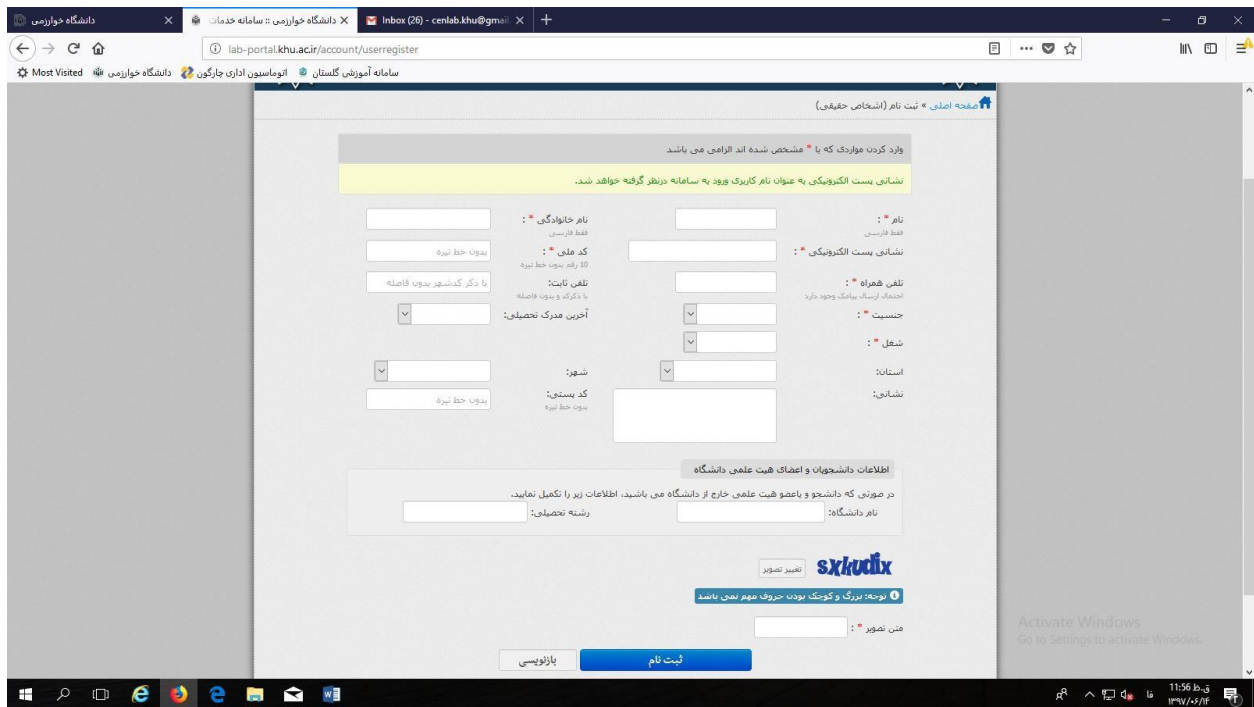 دانشگاه خوارزمی
دانشگاه خوارزمی :: سامانه خدمات
Inbox (26) - cenlab.khu@gmail
lab-portal.khu.ac.ir/account/userregister
Most Visited
دانشگاه خوارزمی
اتوماسیون اداری چارگون
سامانه آموزشی گلستان
صفحه اصلی » ثبت نام (اشخاص حقیقی)
وارد کردن مواردی که با * مشخص شده اند الزامی می باشد
نشانی پست الکترونیکی به عنوان نام کاربری ورود به سامانه درنظر گرفته خواهد شد.
نام * :
فقط فارسی
نام خانوادگی * :
فقط فارسی
نشانی پست الکترونیکی * :
کد ملی * :
بدون خط تیره
10 رقم بدون خط تیره
تلفن همراه * :
احتمال ارسال پیامک وجود دارد
تلفن ثابت:
با ذکر کدشهر بدون فاصله
با ذکرکد و بدون فاصله
جنسیت * :
آخرین مدرک تحصیلی:
شغل * :
استان:
شهر:
نشانی:
کد پستی:
بدون خط تیره
بدون خط تیره
اطلاعات دانشجویان و اعضای هیت علمی دانشگاه
در صورتی که دانشجو و یاعضو هیت علمی خارج از دانشگاه می باشید، اطلاعات زیر را تکمیل نمایید.
نام دانشگاه:
رشته تحصیلی:
sxkudix
تغییر تصویر
توجه: بزرگ و کوچک بودن حروف مهم نمی باشد
متن تصویر * :
ثبت نام
بازنویسی
Activate Windows
Go to Settings to activate Windows.
فا
11:56 ق.ظ
۱۳۹۷/۰۶/۱۴